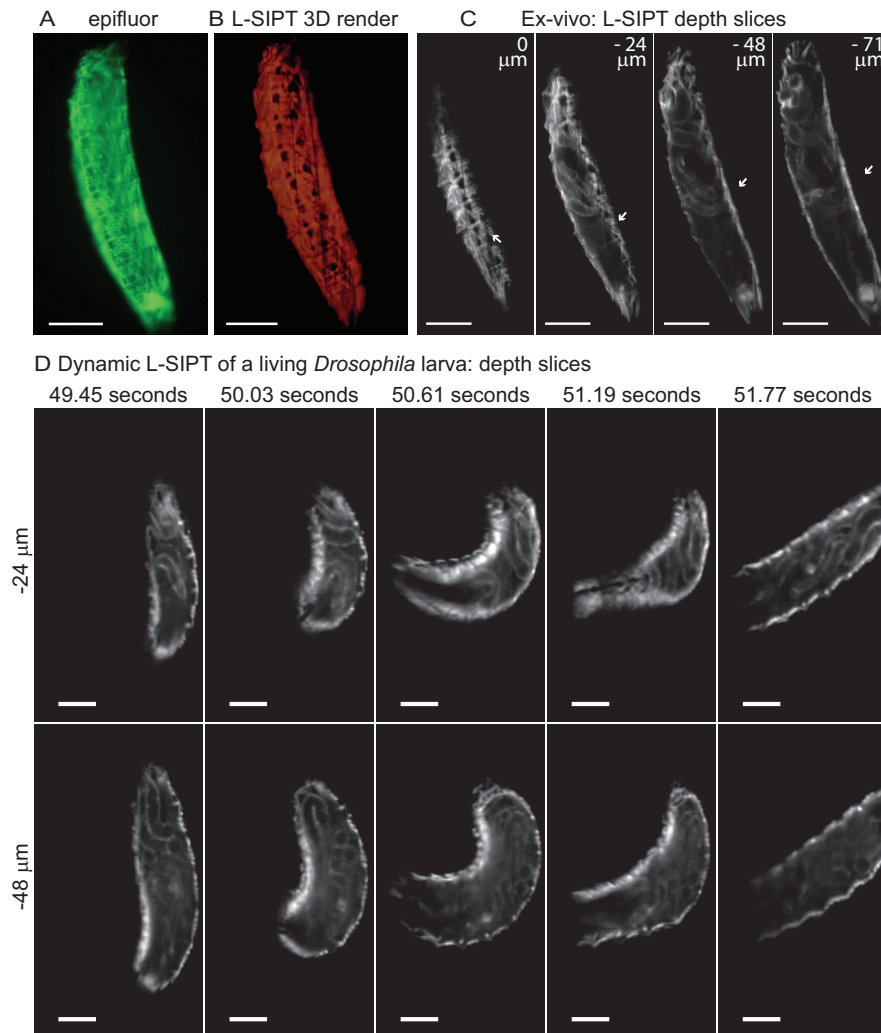 A epifluor
B L-SIPT 3D render
C Ex-vivo: L-SIPT depth slices
0 μm
- 24 μm
- 48 μm
- 71 μm
D Dynamic L-SIPT of a living Drosophila larva: depth slices
49.45 seconds
50.03 seconds
50.61 seconds
51.19 seconds
51.77 seconds
-24 μm
-48 μm